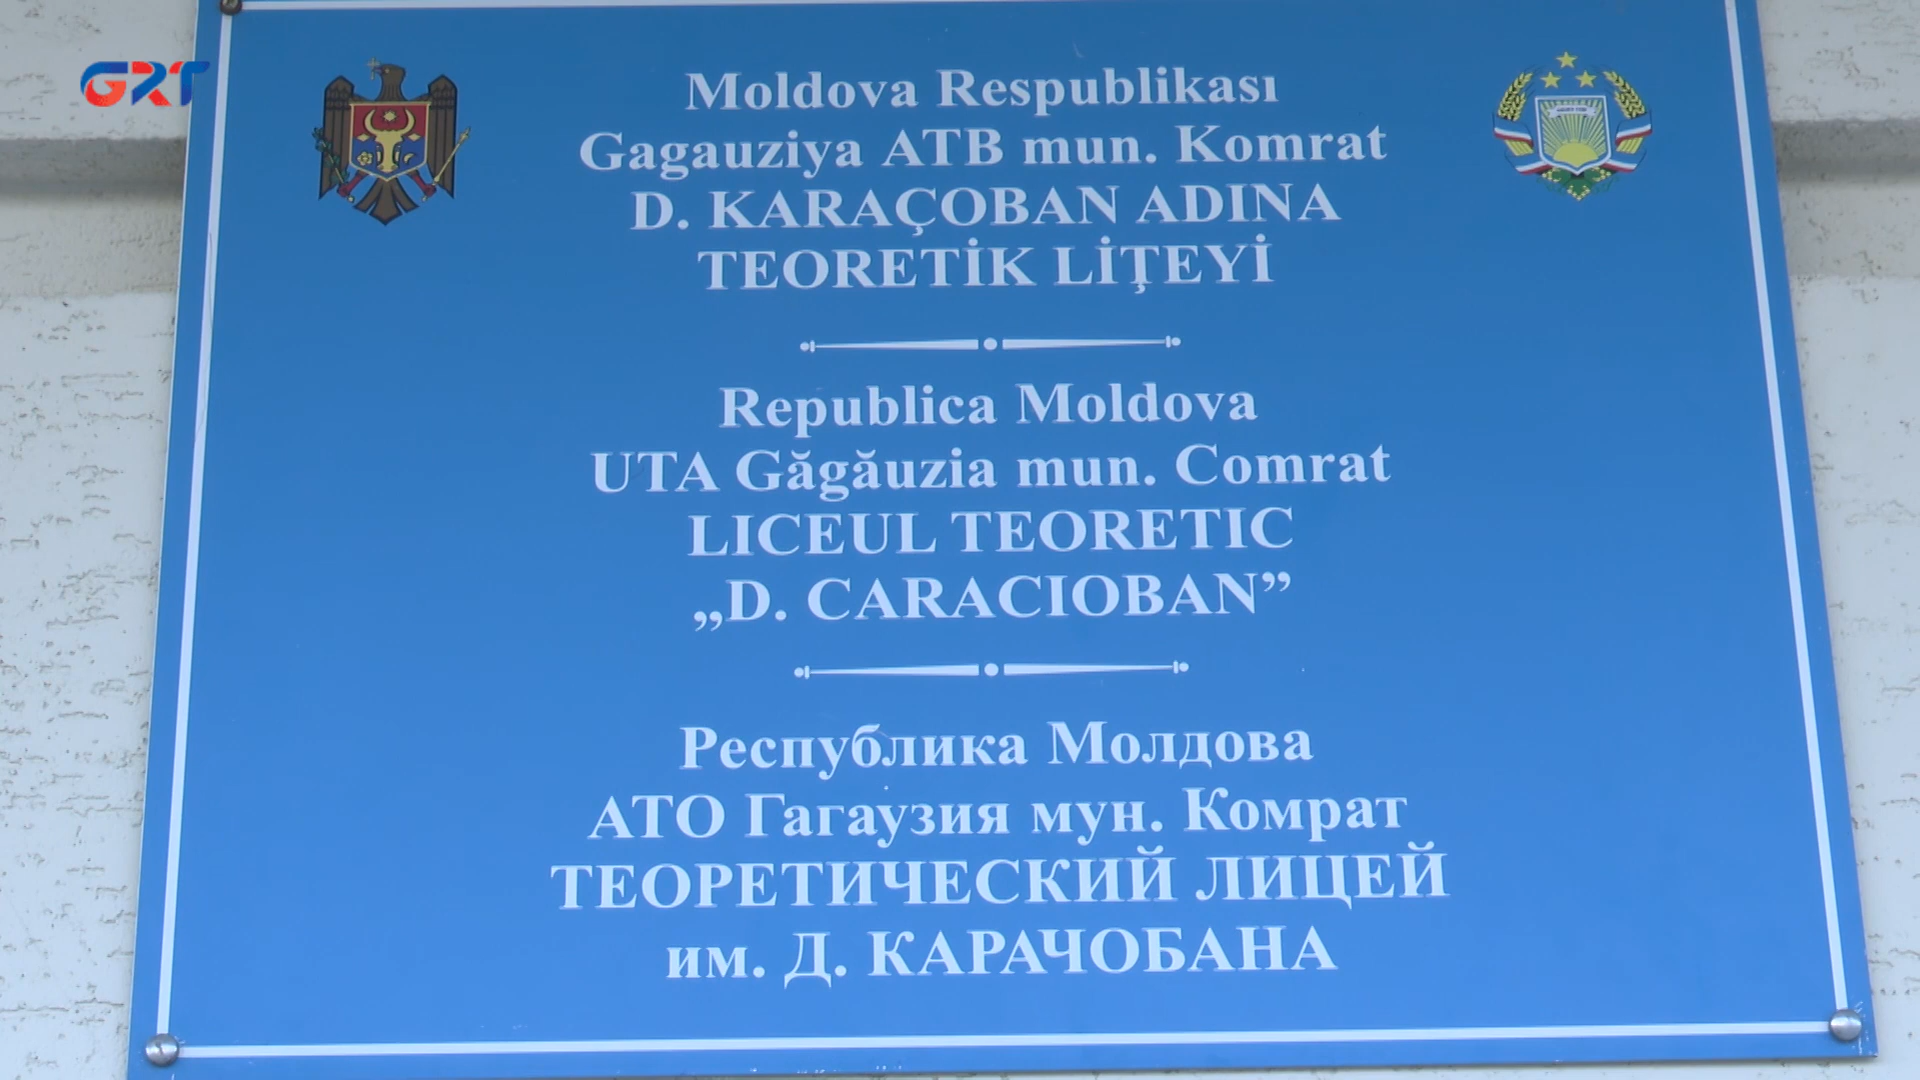 GRT
Moldova Respublikası
Gagauziya ATB mun. Komrat
D. KARAÇOBAN ADINA
TEORETİK LİŢEYİ
Republica Moldova
UTA Găgăuzia mun. Comrat
LICEUL TEORETIC
„D. CARACIOBAN”
Республика Молдова
АТО Гагаузия мун. Комрат
ТЕОРЕТИЧЕСКИЙ ЛИЦЕЙ
им. Д. КАРАЧОБАНА